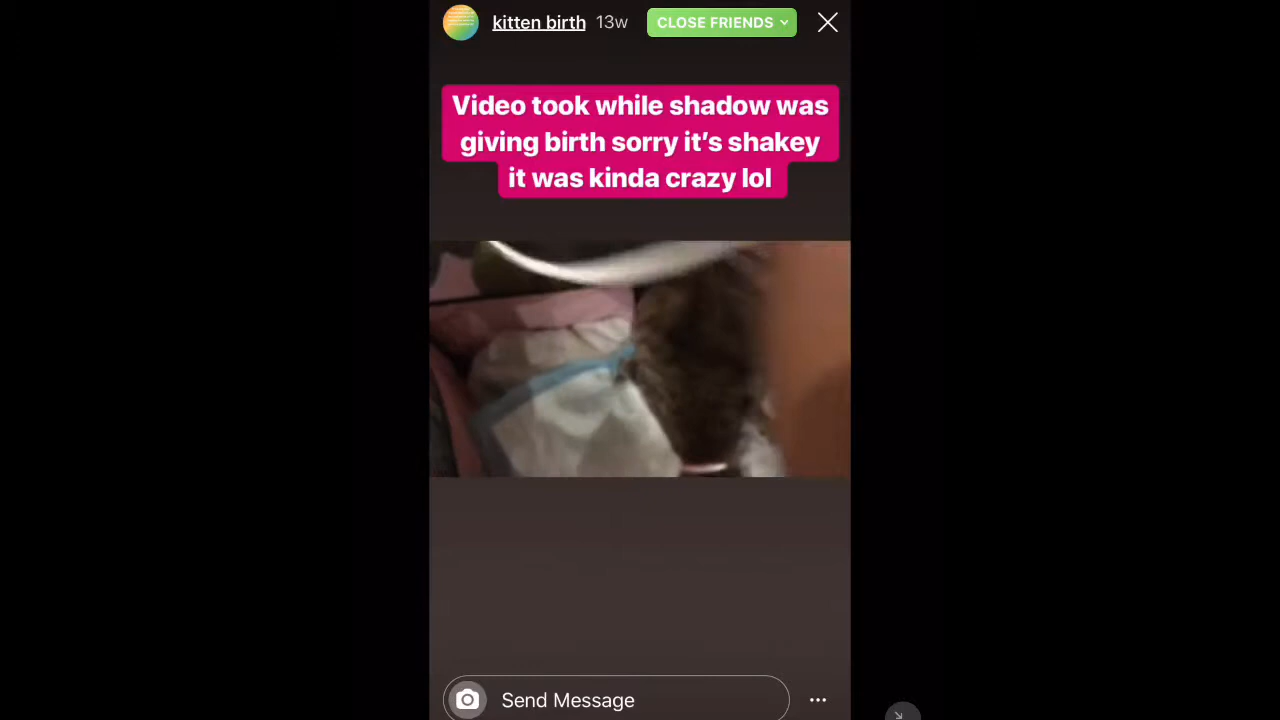 kitten birth 13w CLOSE FRIENDS
Video took while shadow was
giving birth sorry it’s shakey
it was kinda crazy lol
Send Message